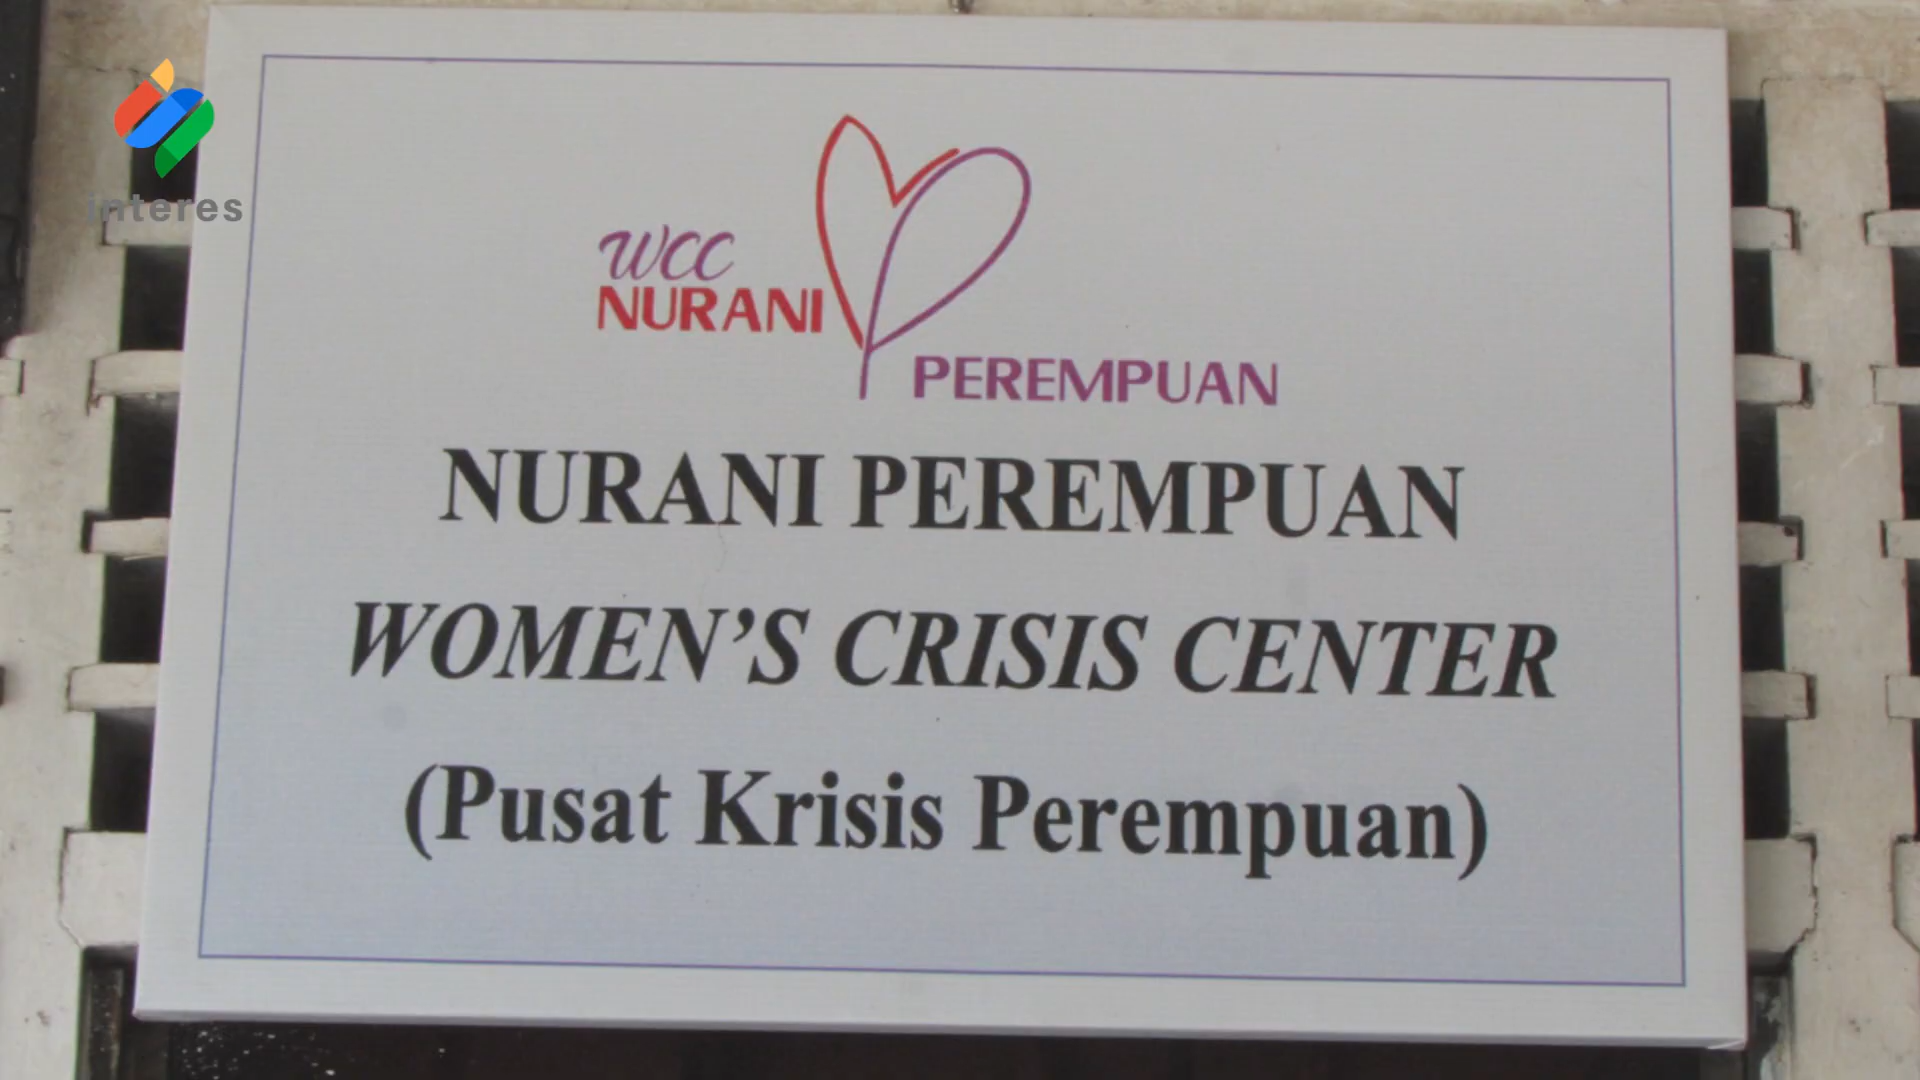 interes
WCC
NURANI
PEREMPUAN
NURANI PEREMPUAN
WOMEN'S CRISIS CENTER
(Pusat Krisis Perempuan)